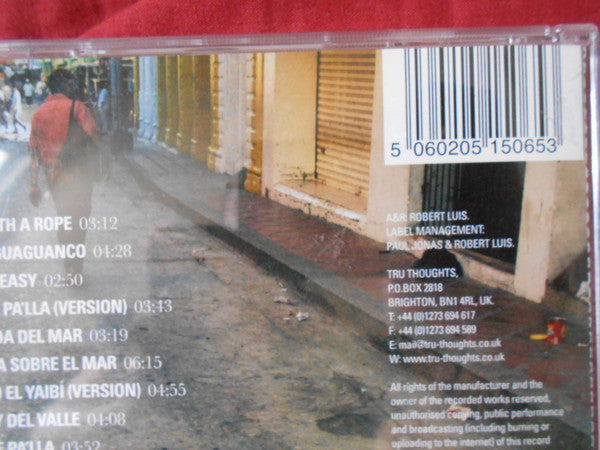 5 060205 150653
TH A ROPE 03:12
GUAGUANCO 04:28
EASY 02:50
PA'LLA (VERSION) 03:43
DA DEL MAR 03:19
A SOBRE EL MAR 06:15
O EL YAIBÍ (VERSION) 04:55
Y DEL VALLE 04:08
E PA'LLA 03:52
A&R: ROBERT LUIS.
LABEL MANAGEMENT:
PAUL JONAS & ROBERT LUIS.
TRU THOUGHTS,
P.O.BOX 2818
BRIGHTON, BN1 4RL, UK.
T: +44 (0)1273 694 617
F: +44 (0)1273 694 589
E: mail@tru-thoughts.co.uk
W: www.tru-thoughts.co.uk
All rights of the manufacturer and the
owner of the recorded works reserved,
unauthorised copying, public performance
and broadcasting (including burning or
uploading to the internet) of this record